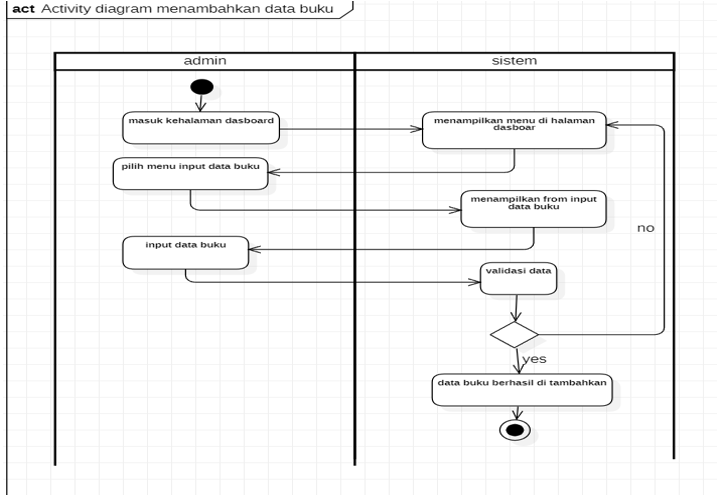 act Activity diagram menambahkan data buku
admin
sistem
masuk kehalaman dasboard
menampilkan menu di halaman
dasboar
pilih menu input data buku
menampilkan from input
data buku
no
input data buku
validasi data
yes
data buku berhasil di tambahkan